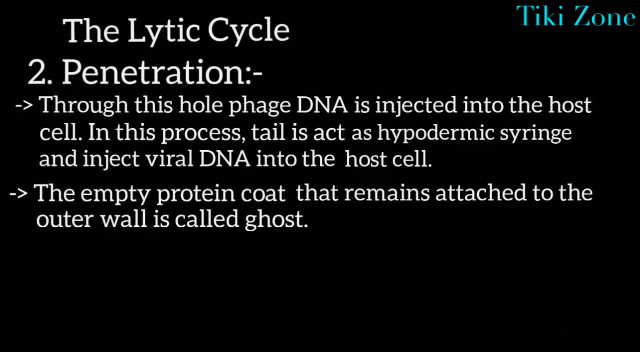 Tiki Zone
The Lytic Cycle
2. Penetration:-
-> Through this hole phage DNA is injected into the host
cell. In this process, tail is act as hypodermic syringe
and inject viral DNA into the host cell.
-> The empty protein coat that remains attached to the
outer wall is called ghost.